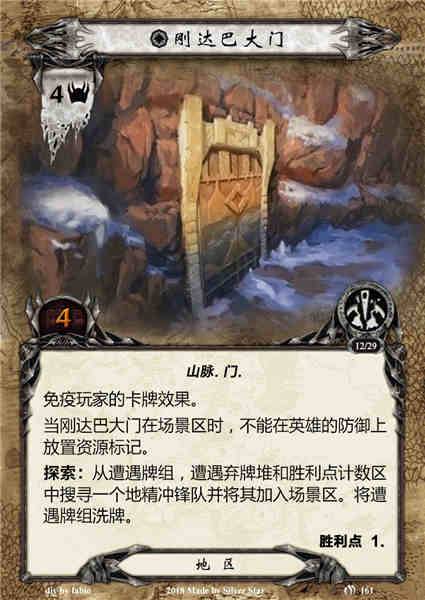 刚达巴大门
4
4
12/29
山脉. 门.
免疫玩家的卡牌效果。
当刚达巴大门在场景区时，不能在英雄的防御上
放置资源标记。
探索：从遭遇牌组，遭遇弃牌堆和胜利点计数区
中搜寻一个地精冲锋队并将其加入场景区。将遭
遇牌组洗牌。
胜利点 1.
地 区
diy by fabio
2018 Made by Silver Star
161